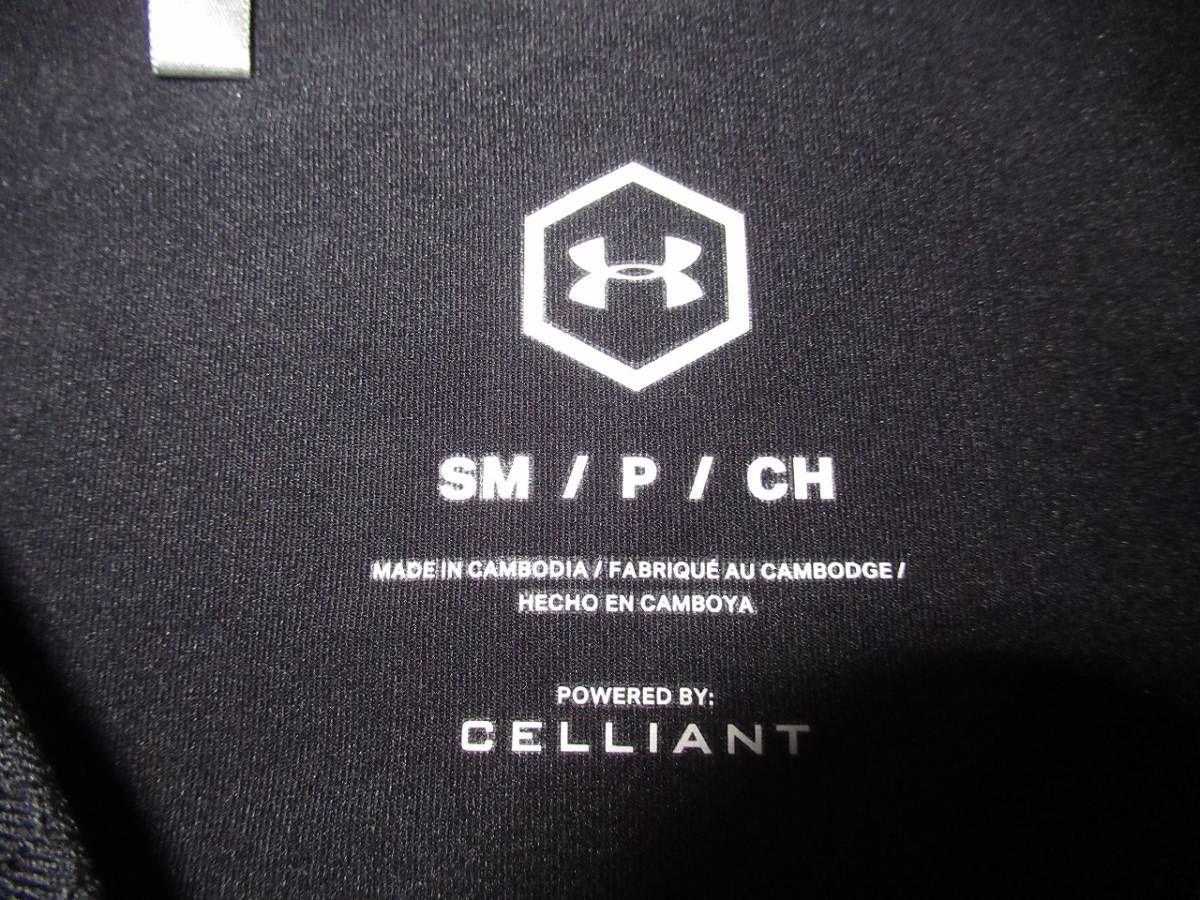 SM / P / CH
MADE IN CAMBODIA / FABRIQUÉ AU CAMBODGE /
HECHO EN CAMBOYA
POWERED BY:
CELLIANT